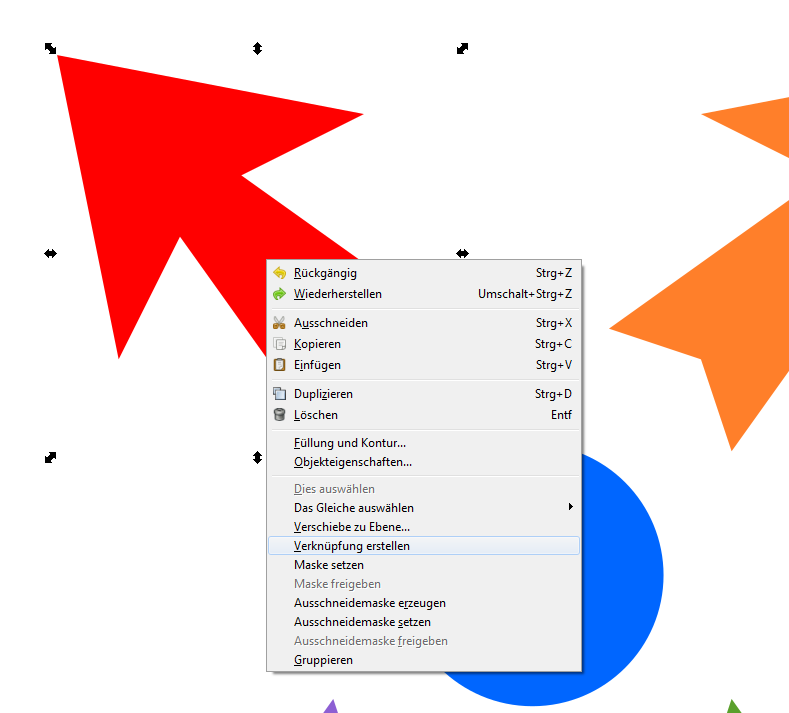 Rückgängig Strg+Z
Wiederherstellen Umschalt+Strg+Z
Ausschneiden Strg+X
Kopieren Strg+C
Einfügen Strg+V
Duplizieren Strg+D
Löschen Entf
Füllung und Kontur...
Objekteigenschaften...
Dies auswählen
Das Gleiche auswählen
Verschiebe zu Ebene...
Verknüpfung erstellen
Maske setzen
Maske freigeben
Ausschneidemaske erzeugen
Ausschneidemaske setzen
Ausschneidemaske freigeben
Gruppieren